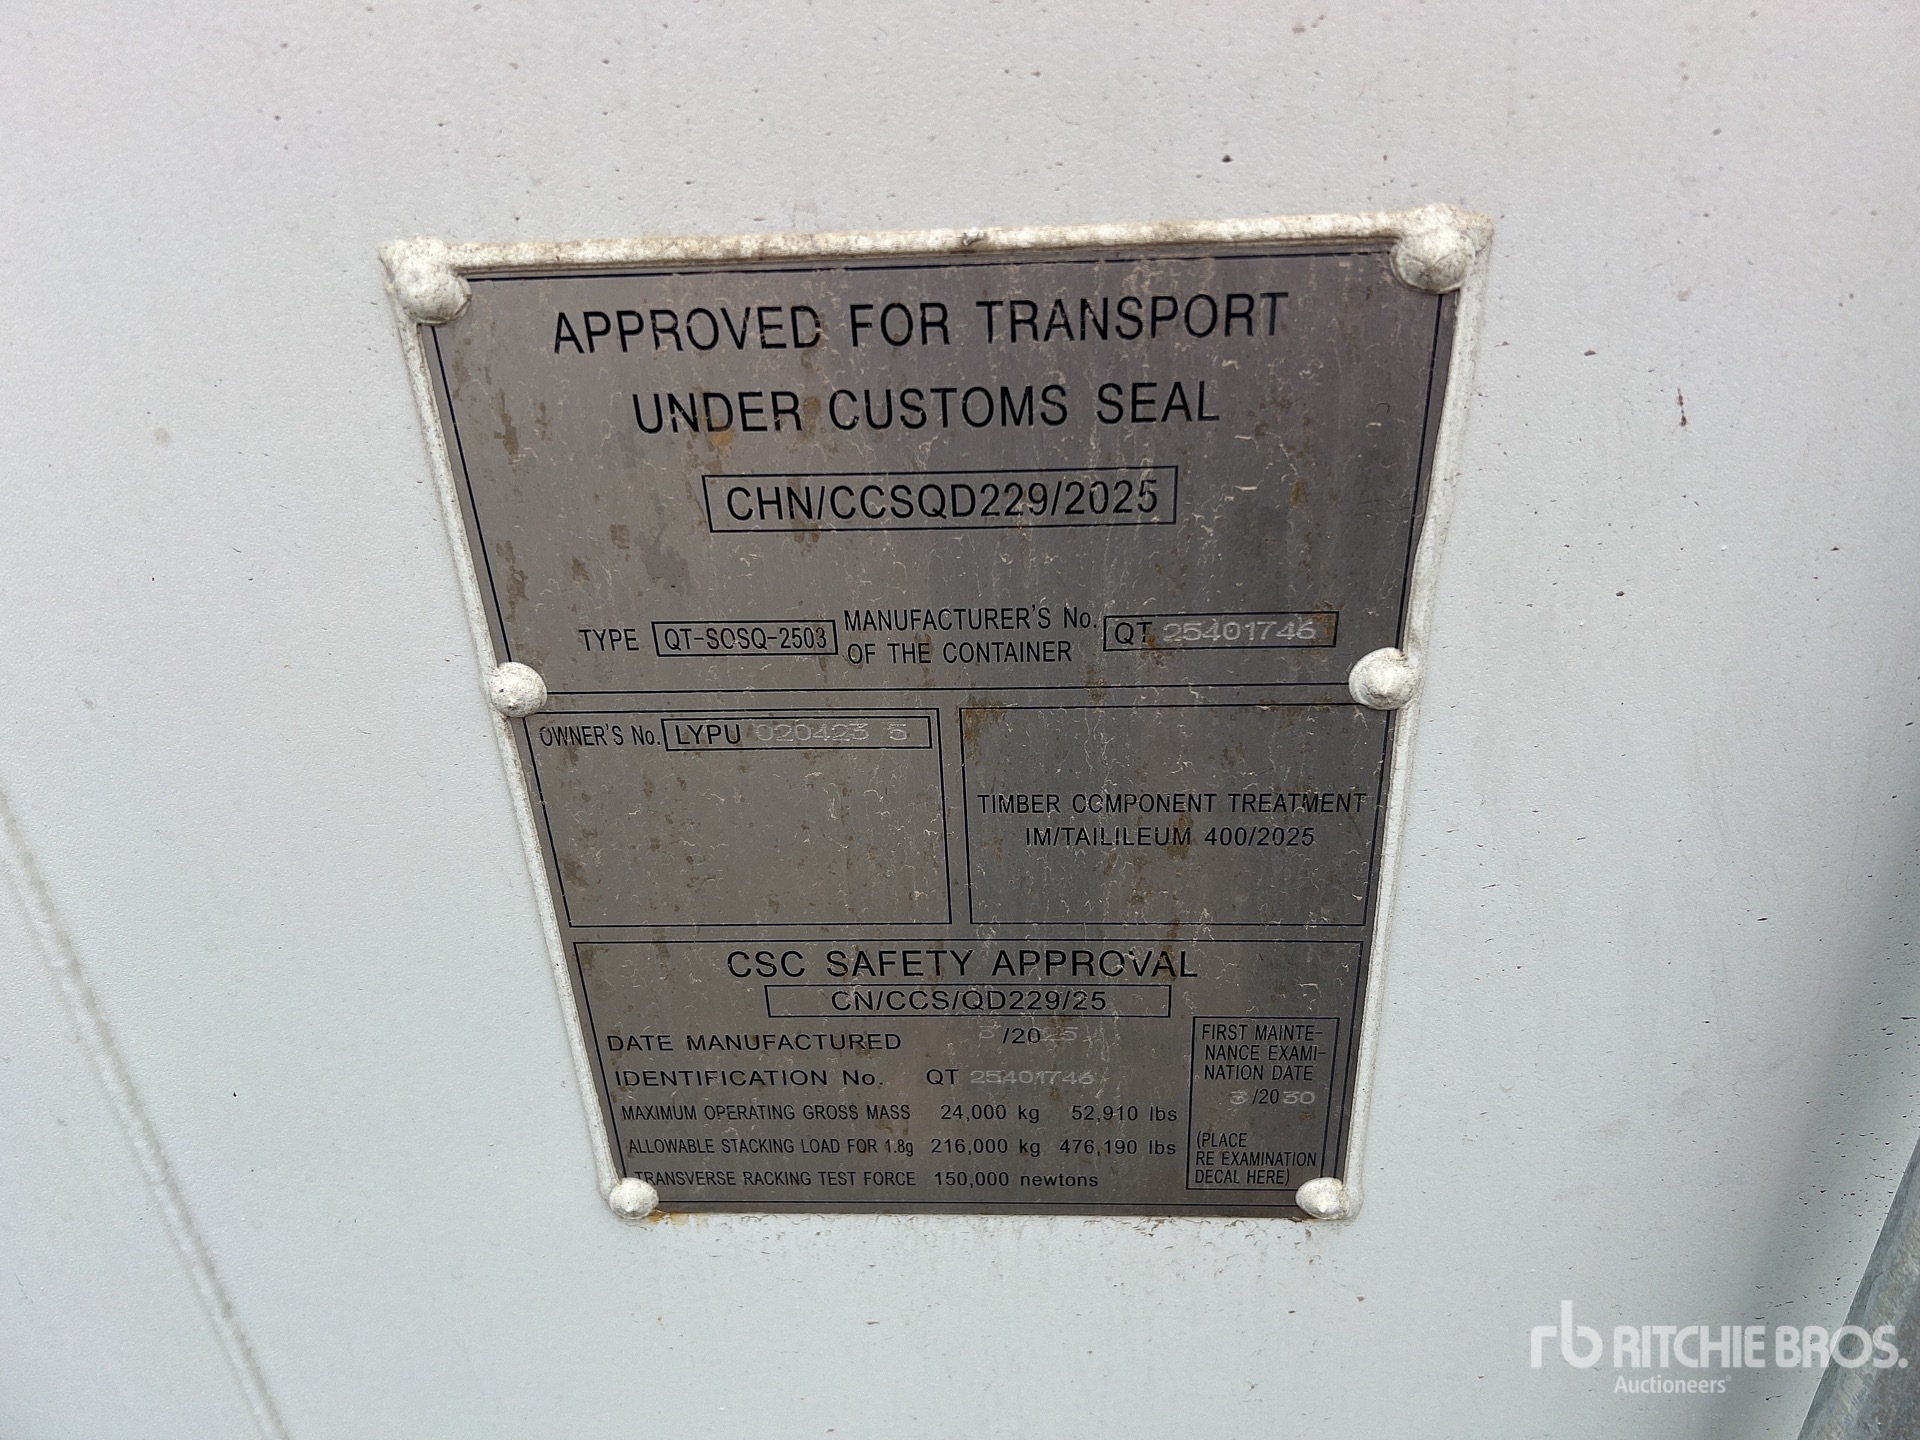 APPROVED FOR TRANSPORT
UNDER CUSTOMS SEAL
CHN/CCSQD229/2025
TYPE QT-SOSQ-2503 MANUFACTURER'S No. OF THE CONTAINER QT 25401746
OWNER'S No. LYPU 020423 5
TIMBER COMPONENT TREATMENT
IM/TAILILEUM 400/2025
CSC SAFETY APPROVAL
CN/CCS/QD229/25
DATE MANUFACTURED 3/2025
IDENTIFICATION No. QT 25401746
MAXIMUM OPERATING GROSS MASS 24,000 kg 52,910 lbs
ALLOWABLE STACKING LOAD FOR 1.8g 216,000 kg 476,190 lbs
TRANSVERSE RACKING TEST FORCE 150,000 newtons
FIRST MAINTE-
NANCE EXAMI-
NATION DATE
3/2030
(PLACE
RE EXAMINATION
DECAL HERE)
rb RITCHIE BROS.
Auctioneers